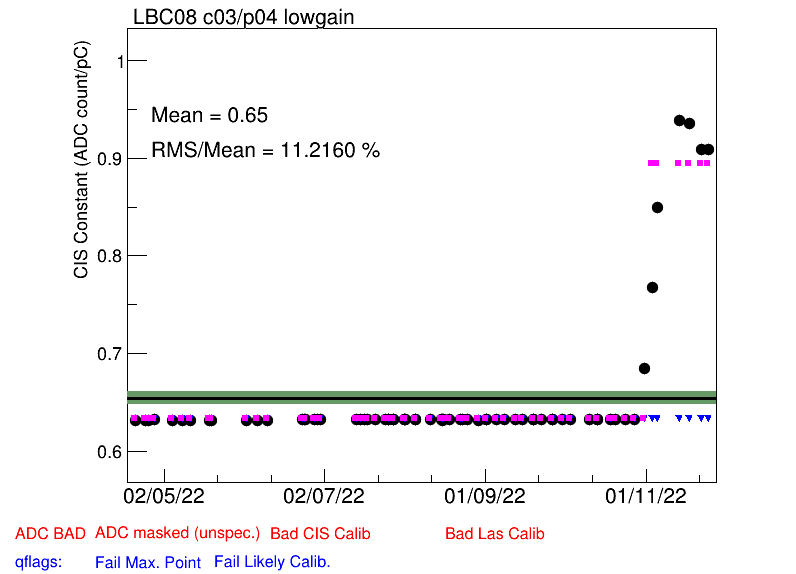 LBC08 c03/p04 lowgain
CIS Constant (ADC count/pC)
1
Mean = 0.65
RMS/Mean = 11.2160 %
0.9
0.8
0.7
0.6
02/05/22 02/07/22 01/09/22 01/11/22
ADC BAD ADC masked (unspec.) Bad CIS Calib Bad Las Calib
qflags: Fail Max. Point Fail Likely Calib.